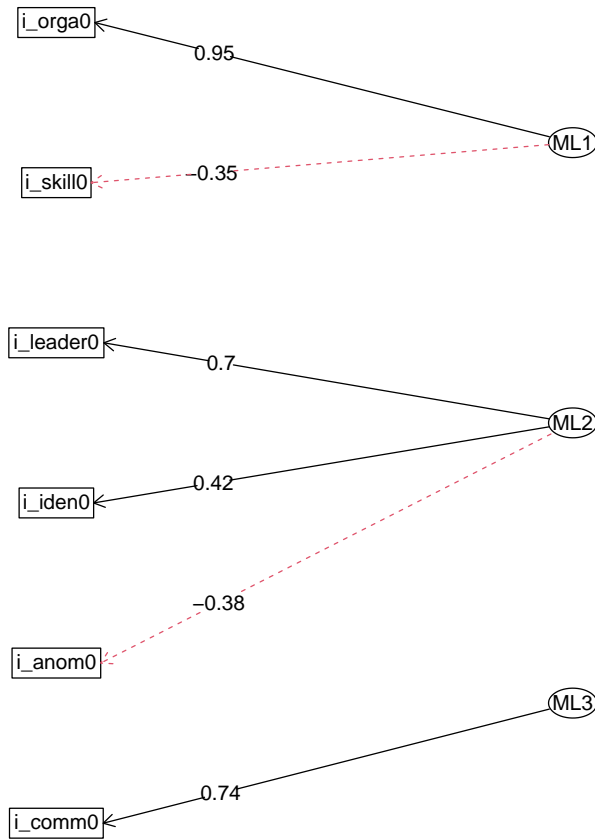 i_orga0
0.95
ML1
−0.35
i_skill0
i_leader0
0.7
ML2
0.42
i_iden0
−0.38
i_anom0
ML3
0.74
i_comm0